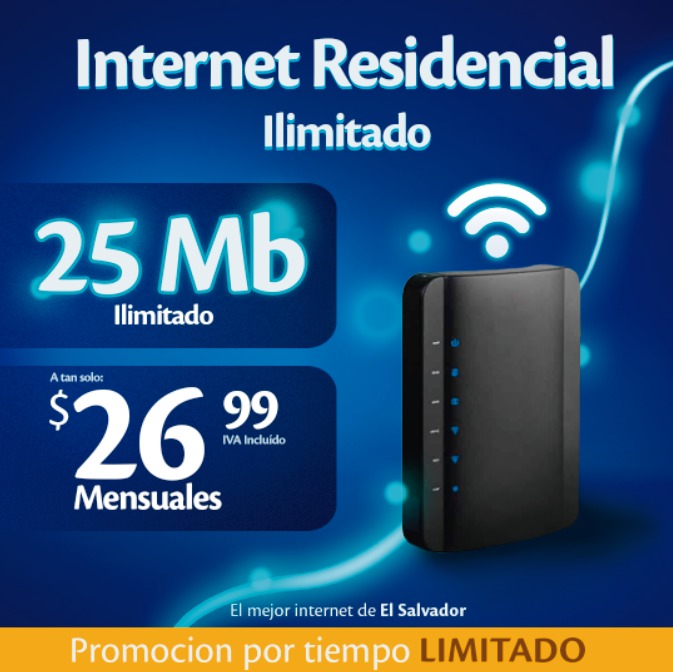 Internet Residencial
Ilimitado
25 Mb
Ilimitado
A tan solo:
$26 99
IVA Incluído
Mensuales
El mejor internet de El Salvador
Promocion por tiempo LIMITADO